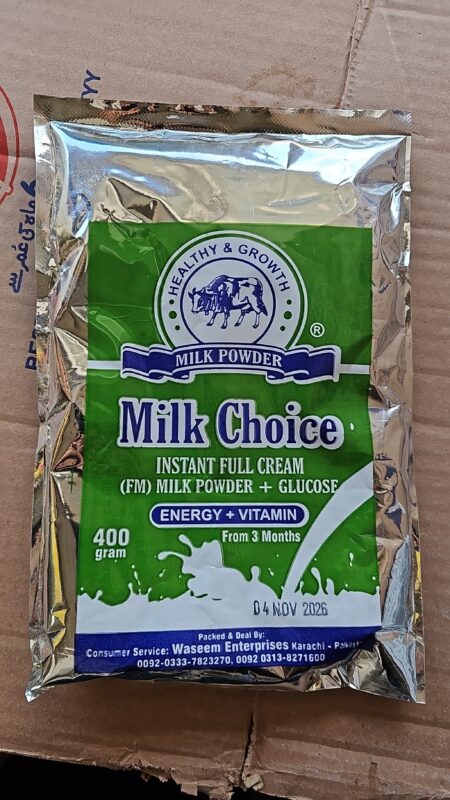 HEALTHY & GROWTH
®
MILK POWDER
Milk Choice
INSTANT FULL CREAM
(FM) MILK POWDER + GLUCOSE
ENERGY + VITAMIN
400
gram
From 3 Months
04 NOV 2026
Packed & Deal By:
Consumer Service: Waseem Enterprises Karachi - Pakist
0092-0333-7823270, 0092 0313-8271600